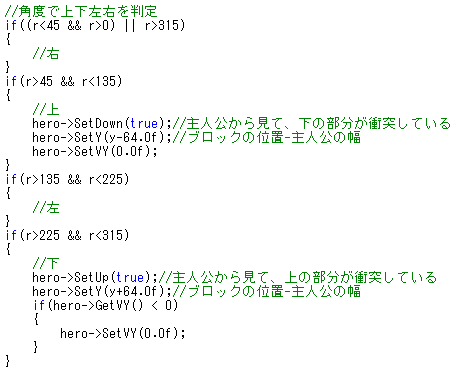 //角度で上下左右を判定
if((r<45 && r>0) || r>315)
{
    //右
}
if(r>45 && r<135)
{
    //上
    hero->SetDown(true);//主人公から見て、下の部分が衝突している
    hero->SetY(y-64.0f);//ブロックの位置-主人公の幅
    hero->SetVY(0.0f);
}
if(r>135 && r<225)
{
    //左
}
if(r>225 && r<315)
{
    //下
    hero->SetUp(true);//主人公から見て、上の部分が衝突している
    hero->SetY(y+64.0f);//ブロックの位置-主人公の幅
    if(hero->GetVY() < 0)
    {
        hero->SetVY(0.0f);
    }
}